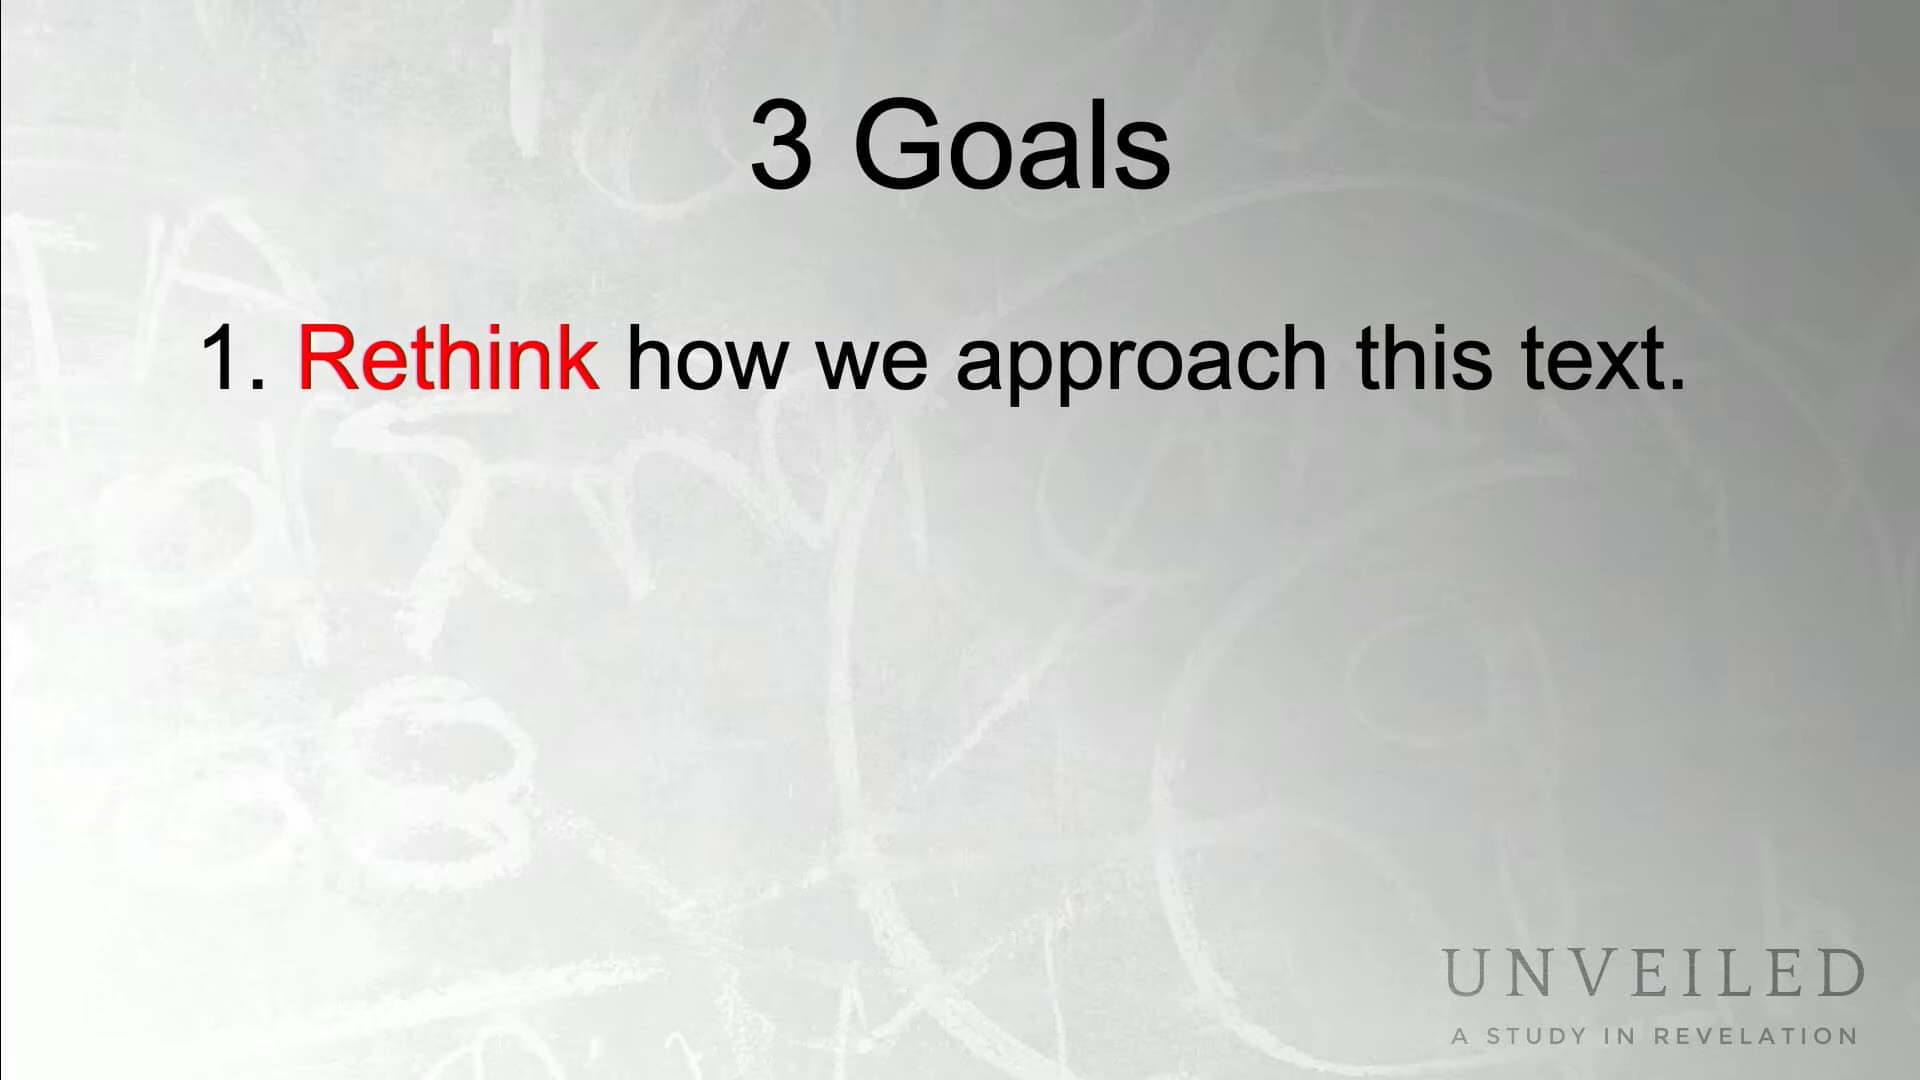 3 Goals
1. Rethink how we approach this text.
UNVEILED
A STUDY IN REVELATION